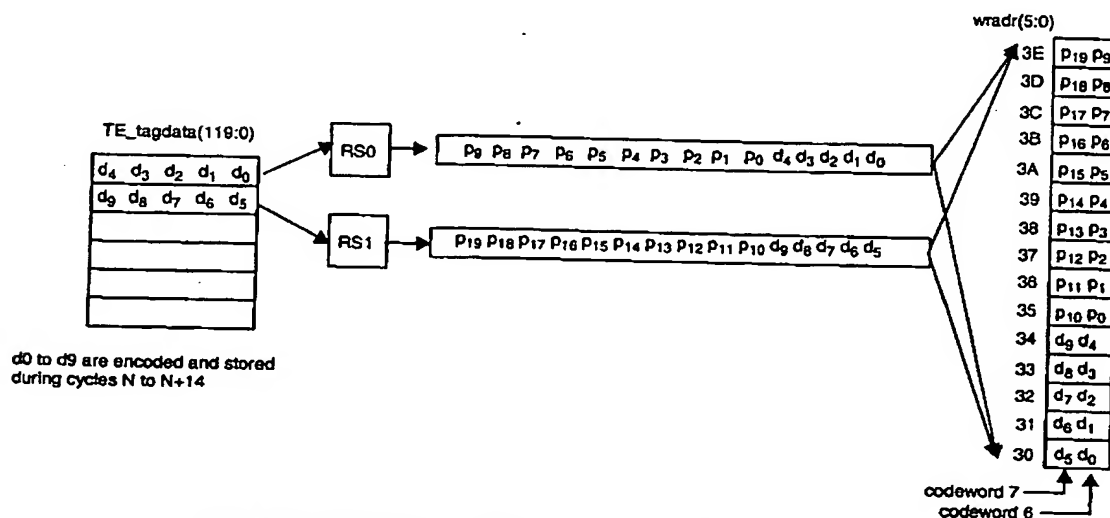 wradr(5:0)
3E p19 p9
3D p18 p8
3C p17 p7
3B p16 p6
3A p15 p5
39 p14 p4
38 p13 p3
37 p12 p2
36 p11 p1
35 p10 p0
34 d9 d4
33 d8 d3
32 d7 d2
31 d6 d1
30 d5 d0
TE_tagdata(119:0)
d4 d3 d2 d1 d0
d9 d8 d7 d6 d5
RS0
p9 p8 p7 p6 p5 p4 p3 p2 p1 p0 d4 d3 d2 d1 d0
RS1
p19 p18 p17 p16 p15 p14 p13 p12 p11 p10 d9 d8 d7 d6 d5
d0 to d9 are encoded and stored
during cycles N to N+14
codeword 7
codeword 6